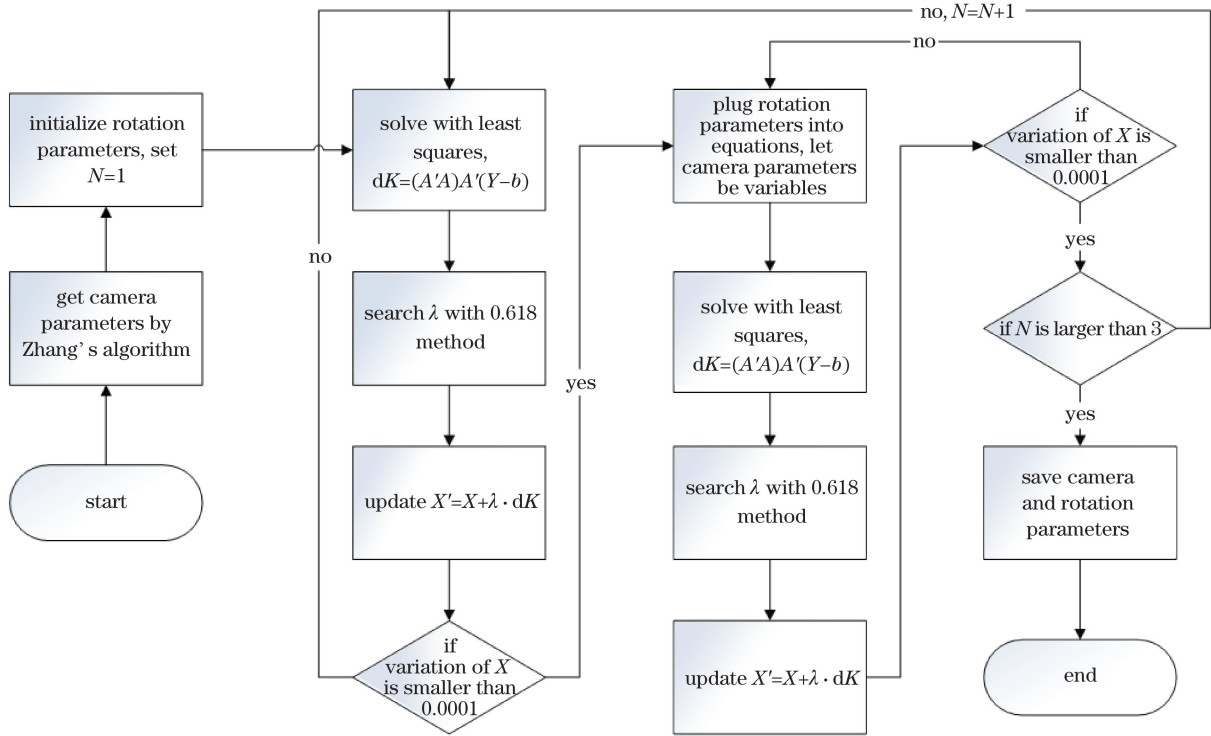 start
get camera
parameters by
Zhang’s algorithm
initialize rotation
parameters, set
N=1
solve with least
squares,
dK=(A′A)A′(Y−b)
search λ with 0.618
method
update X′=X+λ·dK
if
variation of X
is smaller than
0.0001
no
yes
plug rotation
parameters into
equations, let
camera parameters
be variables
solve with least
squares,
dK=(A′A)A′(Y−b)
search λ with 0.618
method
update X′=X+λ·dK
if
variation of X is
smaller than
0.0001
no
yes
if N is larger than 3
no, N=N+1
yes
save camera
and rotation
parameters
end